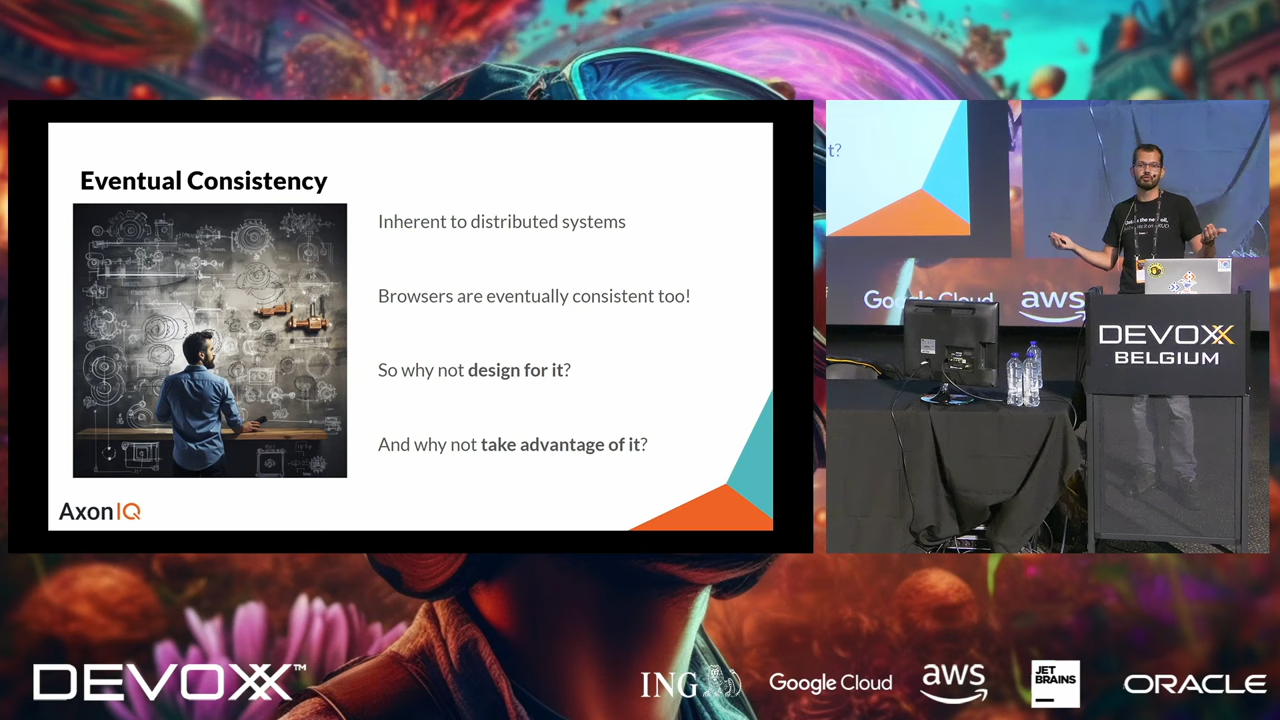 Eventual Consistency
Inherent to distributed systems
Browsers are eventually consistent too!
So why not design for it?
And why not take advantage of it?
AxonIQ
t?
Google Cloud
aws
DEVOXX
BELGIUM
DEVOXX™
ING
Google Cloud
aws
JET
BRAINS
ORACLE